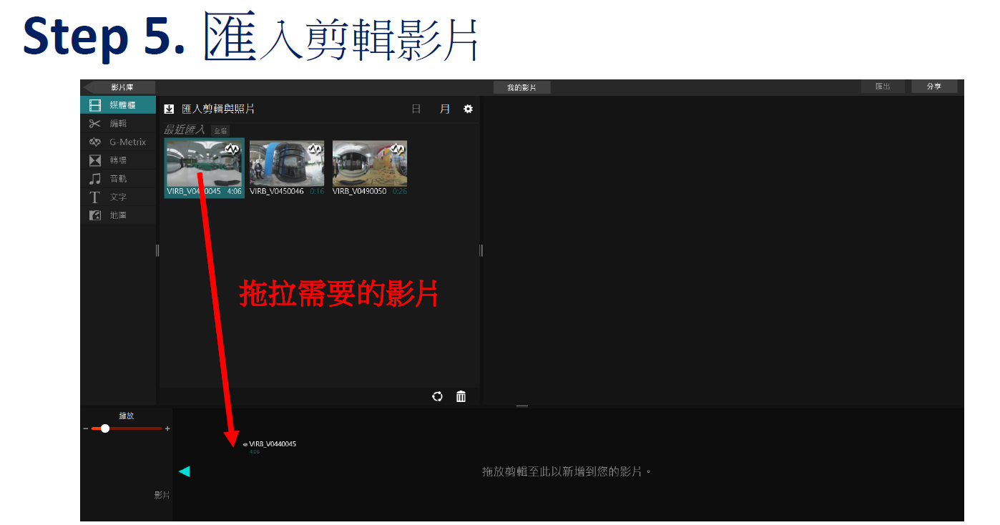 Step 5. 匯入剪輯影片
影片庫
我的影片
匯出
分享
媒體櫃
編輯
G-Metrix
轉場
音軌
文字
地圖
匯入剪輯與照片
日
月
最近匯入
全選
VIRB_V0440045 4:06
VIRB_V0450046 0:16
VIRB_V0490050 0:26
拖拉需要的影片
縮放
- +
VIRB_V0440045
4:06
拖放剪輯至此以新增到您的影片。
影片